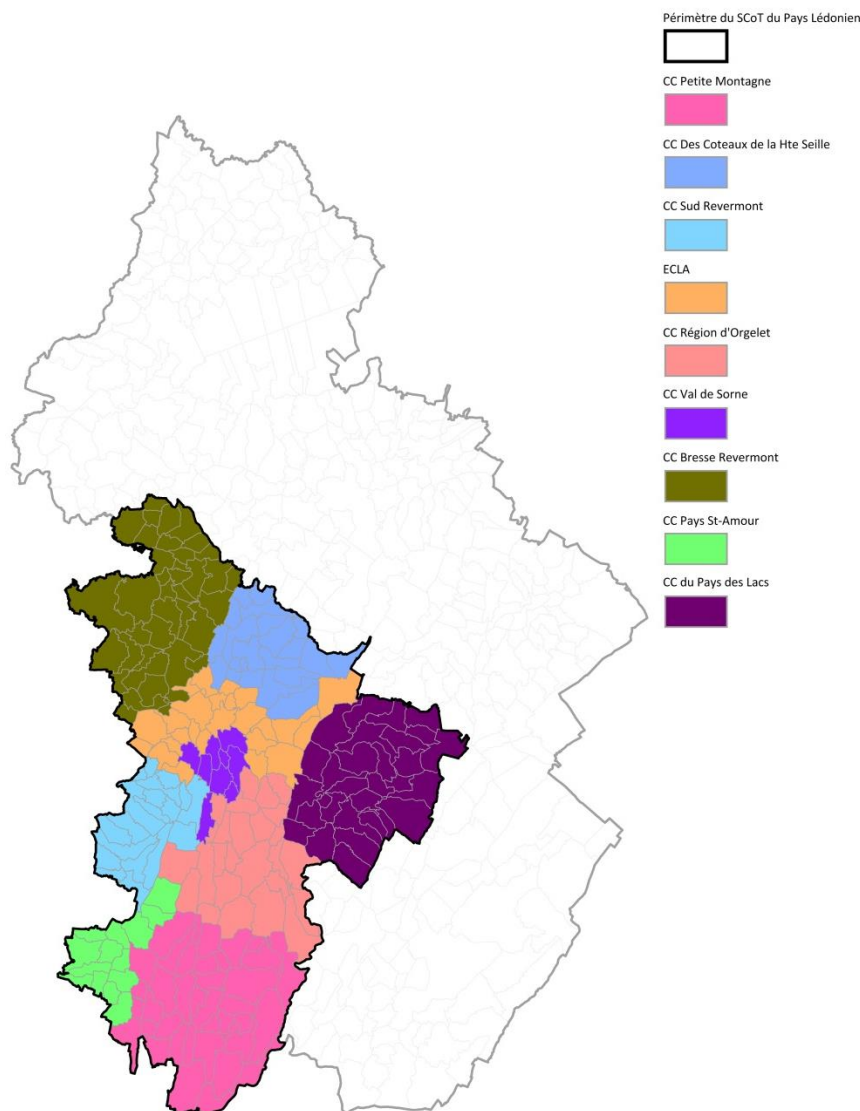 Périmètre du SCoT du Pays Lédonien
CC Petite Montagne
CC Des Coteaux de la Hte Seille
CC Sud Revermont
ECLA
CC Région d'Orgelet
CC Val de Sorne
CC Bresse Revermont
CC Pays St-Amour
CC du Pays des Lacs